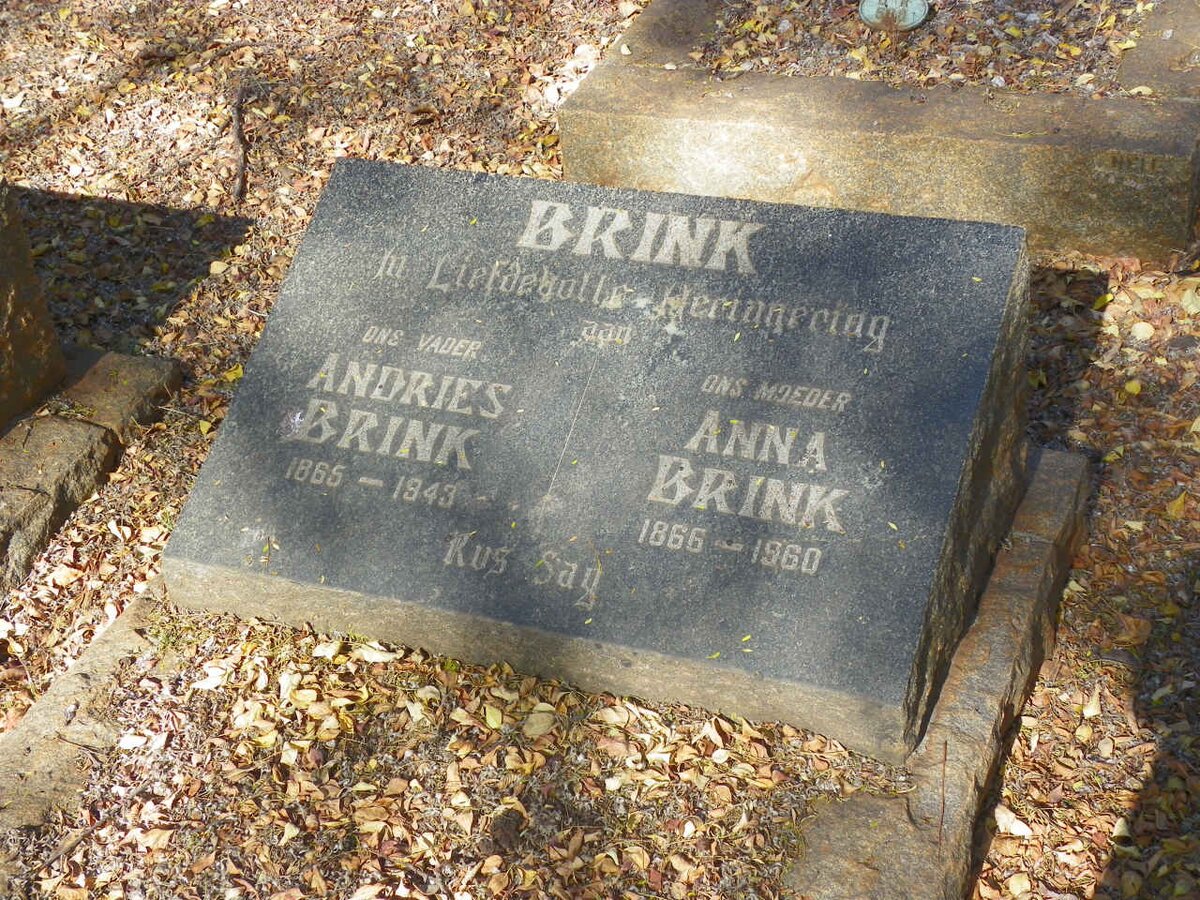 BRINK
In Liefdevolle Herinnering
aan
ONS VADER
ANDRIES
BRINK
1865 – 1943
ONS MOEDER
ANNA
BRINK
1866 – 1960
Rus Sag